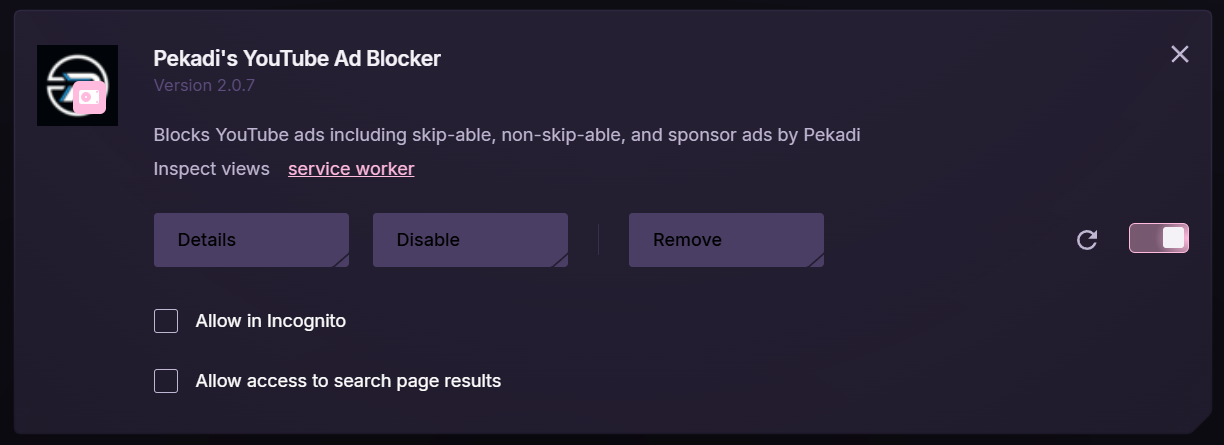 Pekadi's YouTube Ad Blocker
Version 2.0.7
Blocks YouTube ads including skip-able, non-skip-able, and sponsor ads by Pekadi
Inspect views service worker
Details Disable Remove
Allow in Incognito
Allow access to search page results